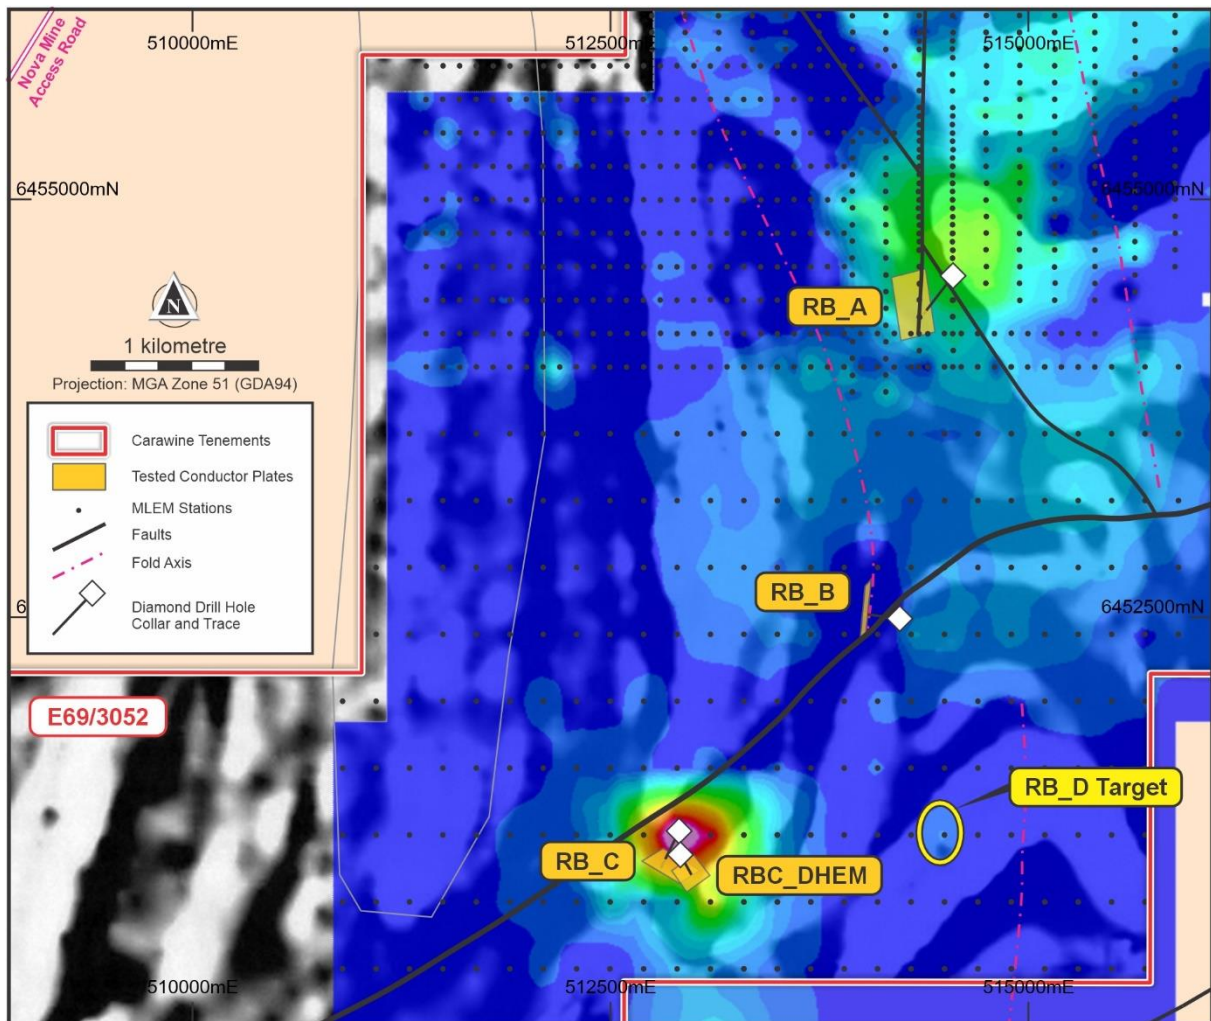 Nova Mine
Access Road
510000mE
512500mE
515000mE
6455000mN
6455000mN
N
1 kilometre
Projection: MGA Zone 51 (GDA94)
Carawine Tenements
Tested Conductor Plates
MLEM Stations
Faults
Fold Axis
Diamond Drill Hole
Collar and Trace
RB_A
RB_B
6
6452500mN
E69/3052
RB_D Target
RB_C
RBC_DHEM
510000mE
512500mE
515000mE